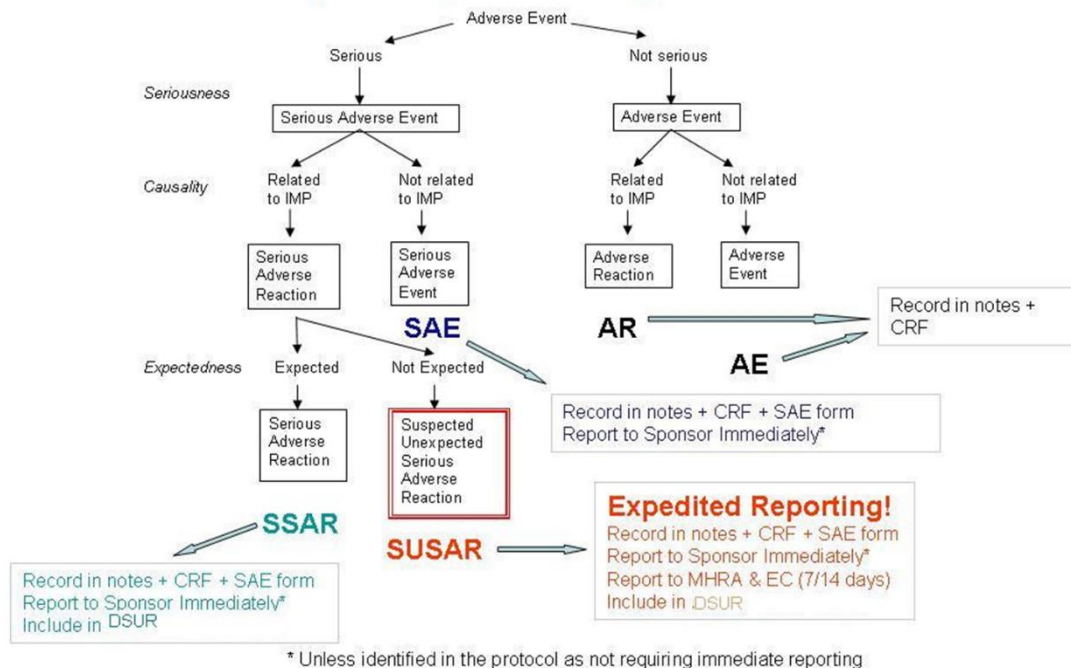 Adverse Event
Serious
Not serious
Seriousness
Serious Adverse Event
Adverse Event
Causality
Related
to IMP
Not related
to IMP
Related
to IMP
Not related
to IMP
Serious
Adverse
Reaction
Serious
Adverse
Event
Adverse
Reaction
Adverse
Event
SAE
AR
AE
Record in notes +
CRF
Expectedness
Expected
Not Expected
Record in notes + CRF + SAE form
Report to Sponsor Immediately*
Serious
Adverse
Reaction
Suspected
Unexpected
Serious
Adverse
Reaction
SSAR
SUSAR
Expedited Reporting!
Record in notes + CRF + SAE form
Report to Sponsor Immediately*
Report to MHRA & EC (7/14 days)
Include in .DSUR
Record in notes + CRF + SAE form
Report to Sponsor Immediately*
Include in DSUR
* Unless identified in the protocol as not requiring immediate reporting